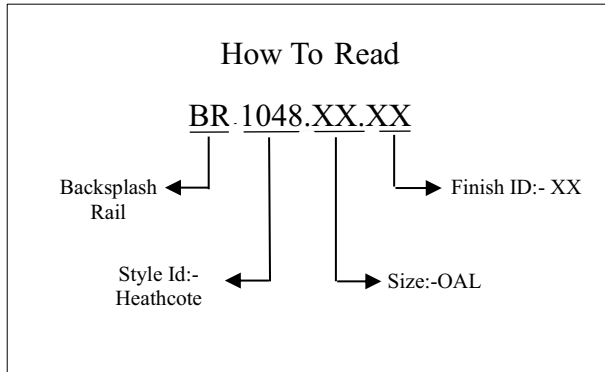 How To Read
BR.1048.XX.XX
Backsplash
Rail
Finish ID:- XX
Style Id:-
Heathcote
Size:-OAL